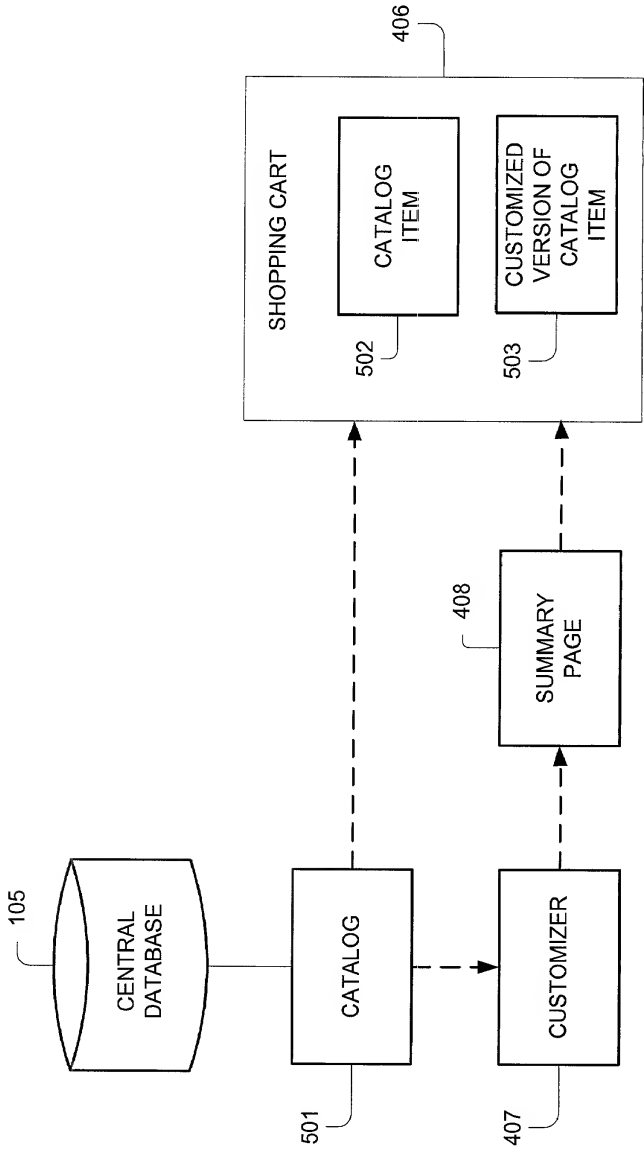 105
CENTRAL
DATABASE
501
CATALOG
407
CUSTOMIZER
408
SUMMARY
PAGE
406
SHOPPING CART
502
CATALOG
ITEM
503
CUSTOMIZED
VERSION OF
CATALOG
ITEM